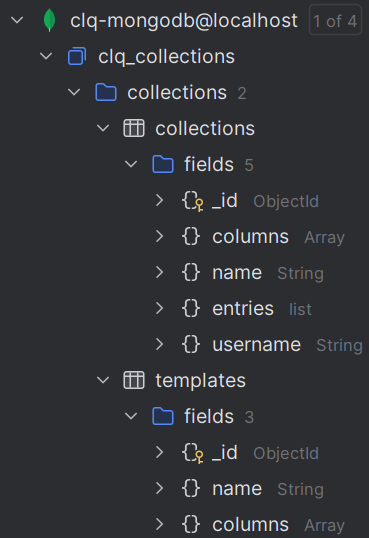 clq-mongodb@localhost 1 of 4
clq_collections
collections 2
collections
fields 5
_id ObjectId
columns Array
name String
entries list
username String
templates
fields 3
_id ObjectId
name String
columns Array